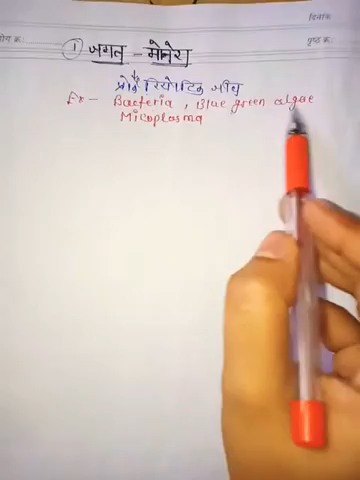 दिनांक
पृष्ठ क्र.
① जगत - मोनेरा
प्रोकैरियोटिक जीव
Ex- Bacteria, Blue green algae
Micoplasma